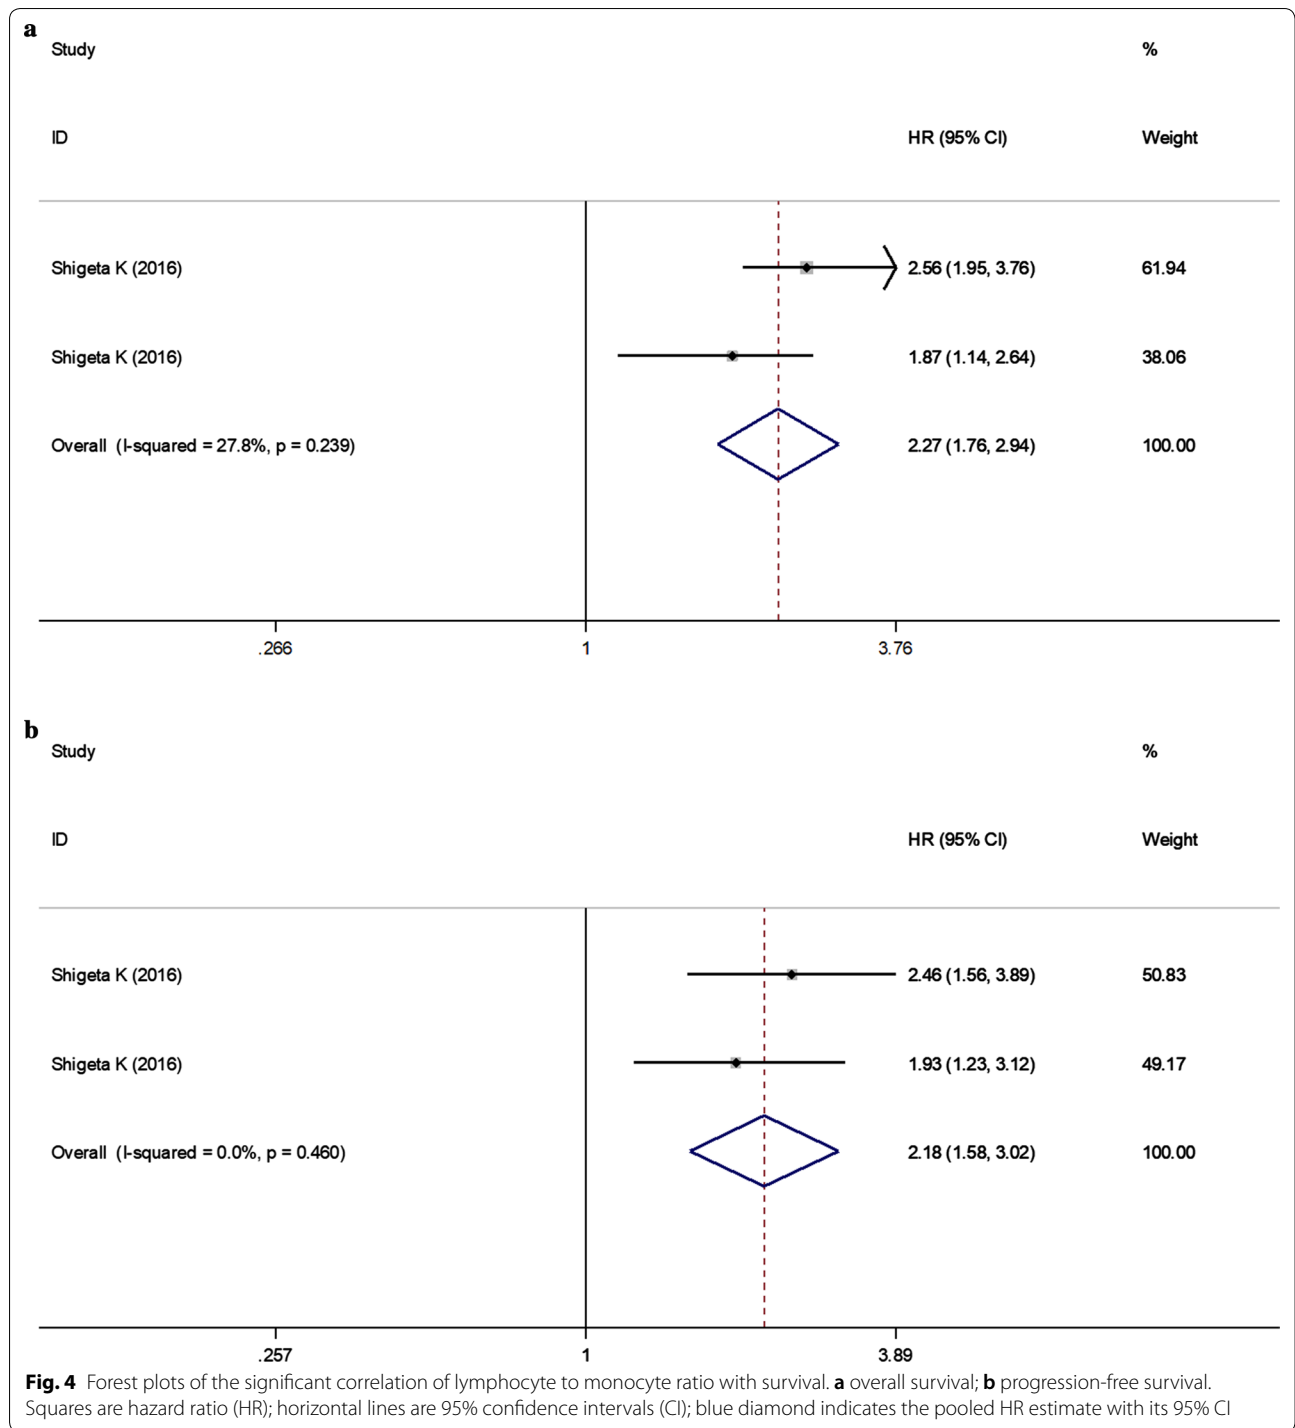 a
Study %
ID HR (95% CI) Weight
Shigeta K (2016) 2.56 (1.95, 3.76) 61.94
Shigeta K (2016) 1.87 (1.14, 2.64) 38.06
Overall (I-squared = 27.8%, p = 0.239) 2.27 (1.76, 2.94) 100.00
.266 1 3.76
b
Study %
ID HR (95% CI) Weight
Shigeta K (2016) 2.46 (1.56, 3.89) 50.83
Shigeta K (2016) 1.93 (1.23, 3.12) 49.17
Overall (I-squared = 0.0%, p = 0.460) 2.18 (1.58, 3.02) 100.00
.257 1 3.89
Fig. 4 Forest plots of the significant correlation of lymphocyte to monocyte ratio with survival. a overall survival; b progression-free survival.
Squares are hazard ratio (HR); horizontal lines are 95% confidence intervals (CI); blue diamond indicates the pooled HR estimate with its 95% CI